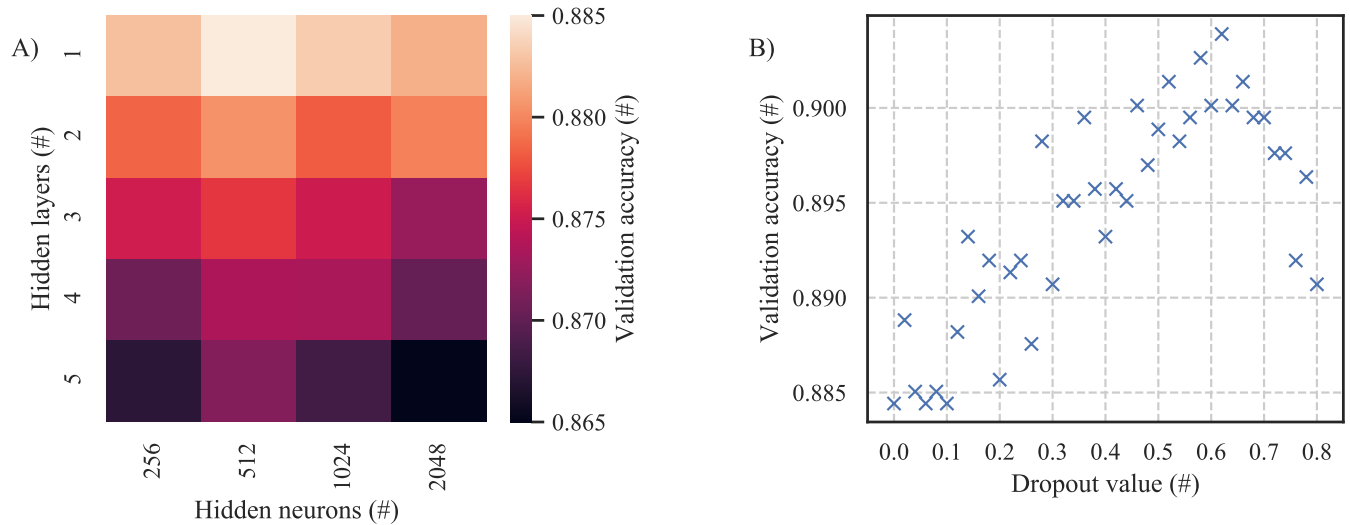 A)
Hidden layers (#)
1
2
3
4
5
256
512
1024
2048
Hidden neurons (#)
0.885
0.880
0.875
0.870
0.865
Validation accuracy (#)
B)
Validation accuracy (#)
0.900
0.895
0.890
0.885
0.0 0.1 0.2 0.3 0.4 0.5 0.6 0.7 0.8
Dropout value (#)